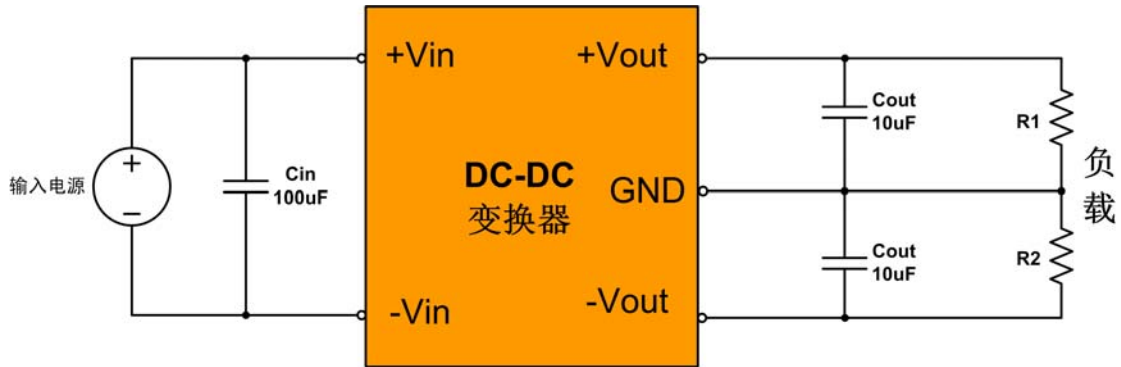 +Vin
+Vout
Cout
10uF
R1
输入电源
+
−
Cin
100uF
DC-DC
变换器
GND
负
载
Cout
10uF
R2
-Vin
-Vout